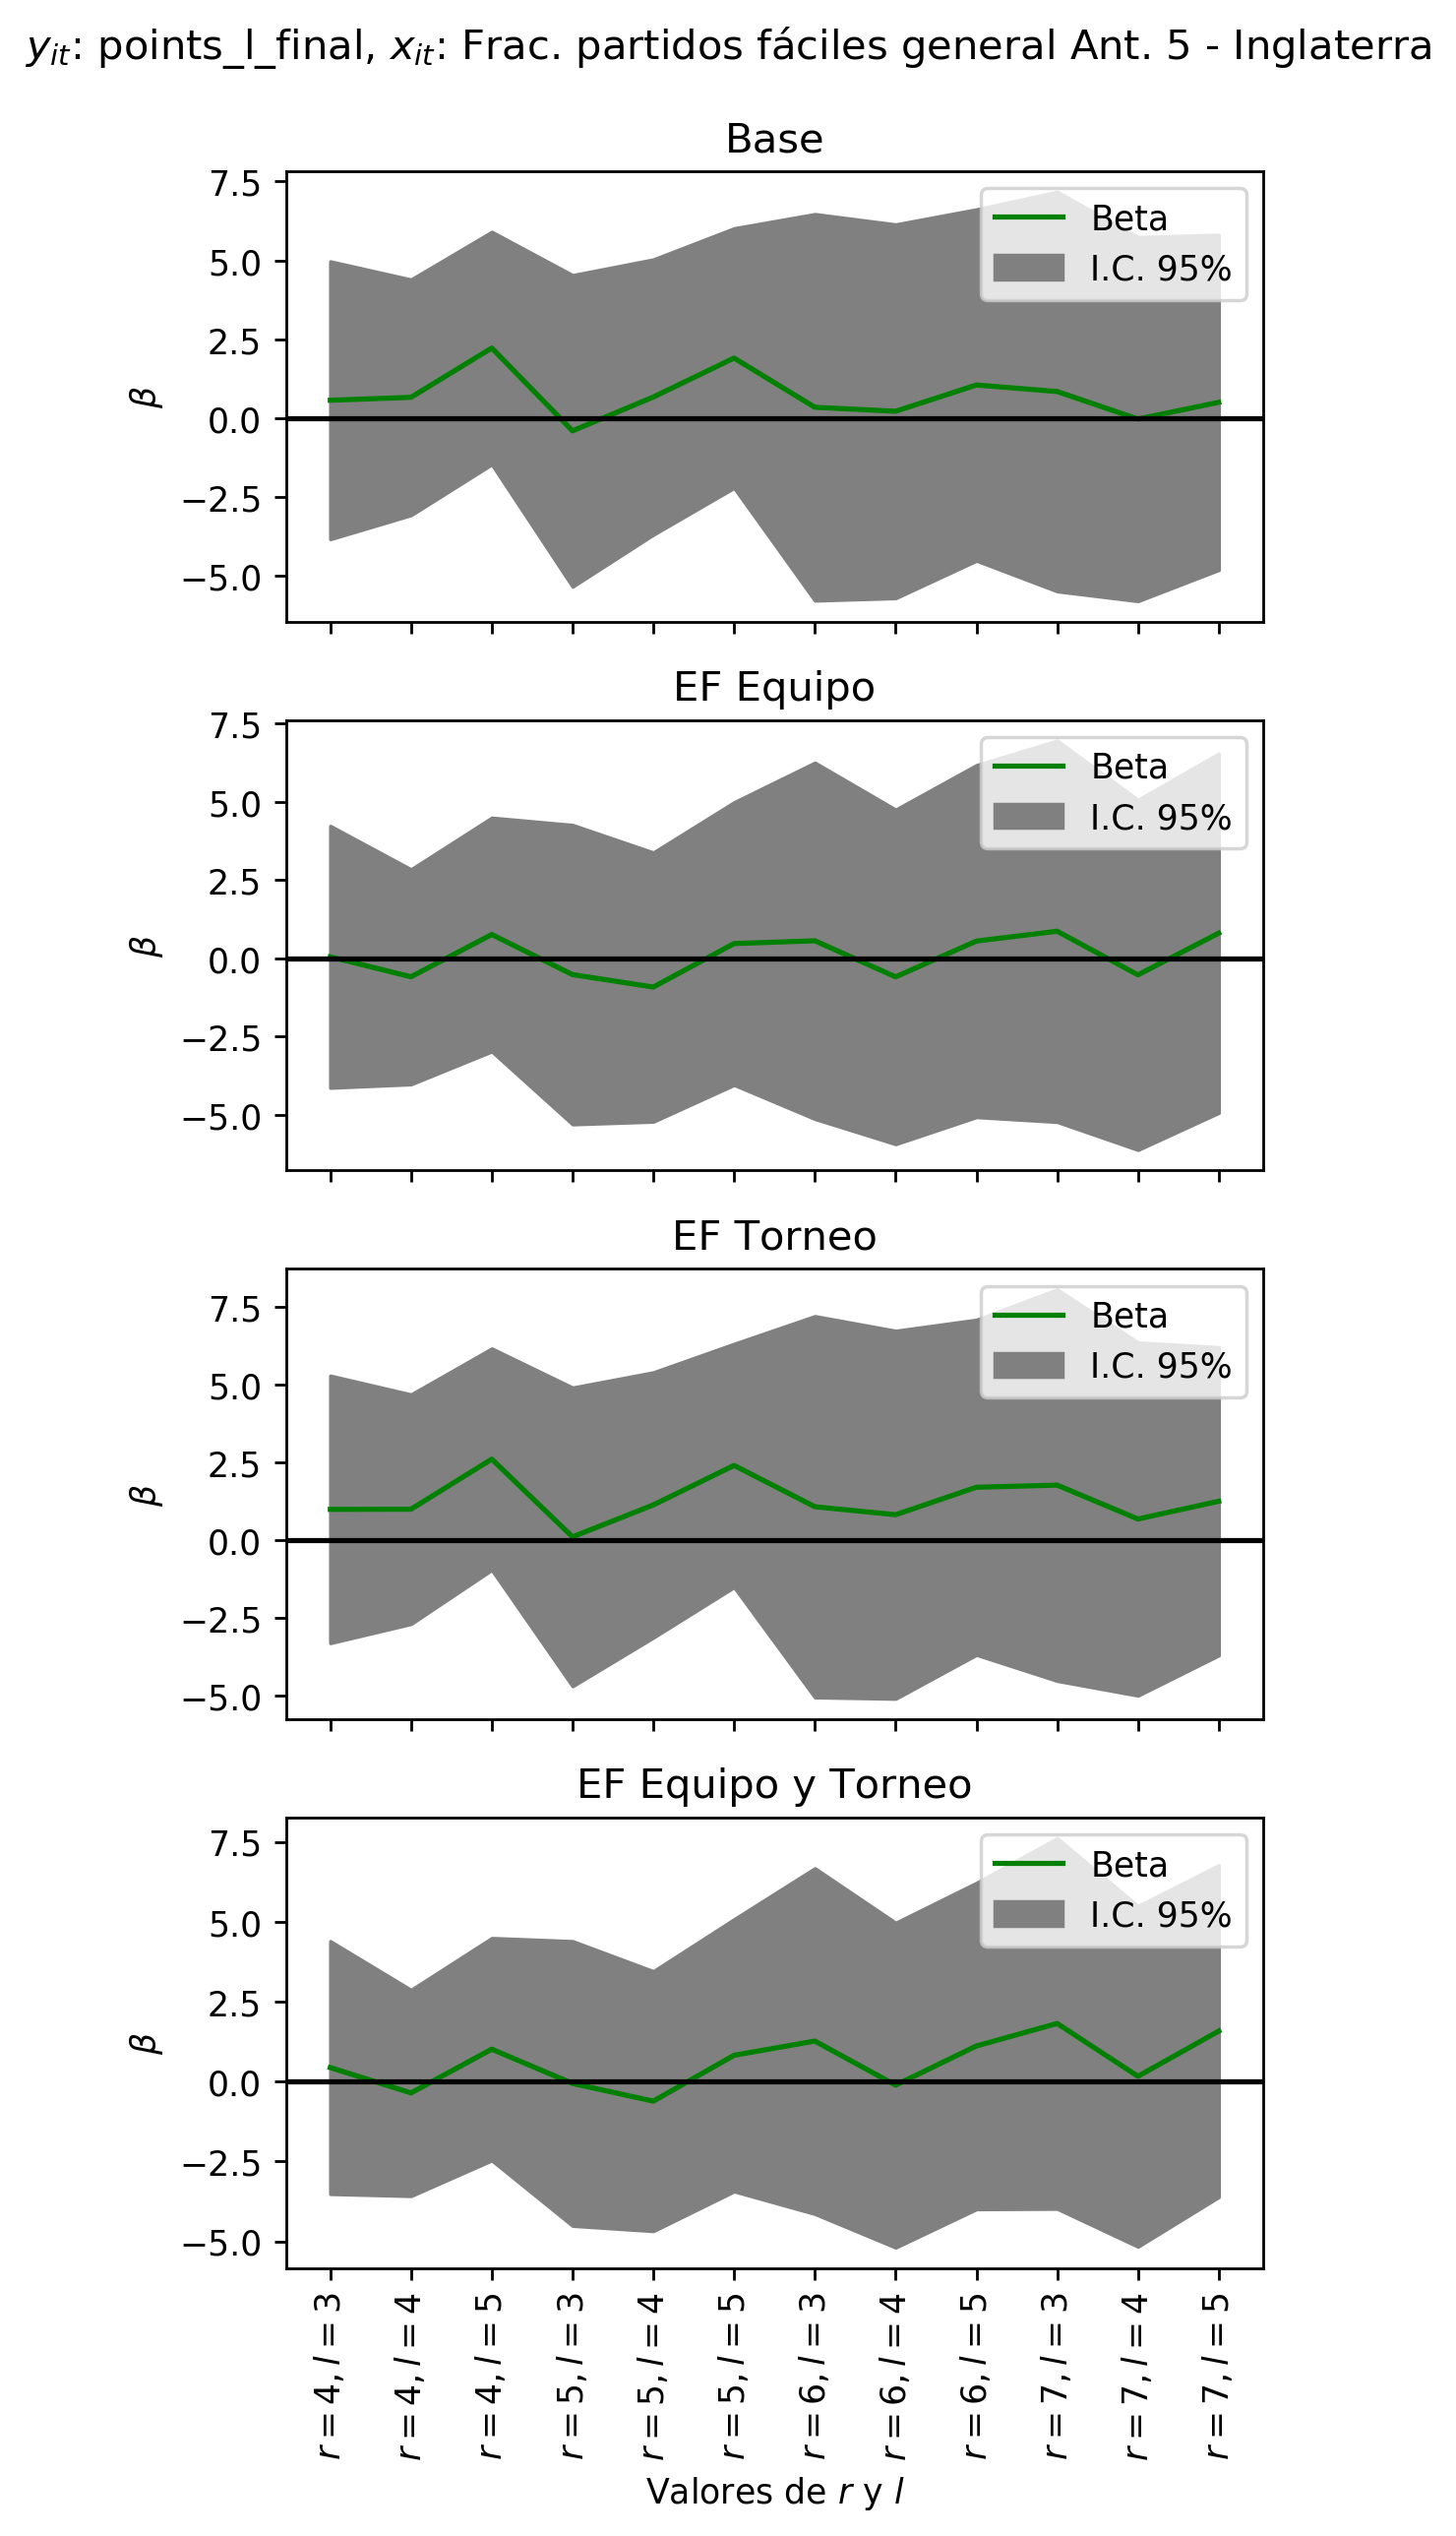 y_it: points_l_final, x_it: Frac. partidos fáciles general Ant. 5 - Inglaterra
Base
7.5
5.0
2.5
0.0
−2.5
−5.0
β
Beta
I.C. 95%
EF Equipo
7.5
5.0
2.5
0.0
−2.5
−5.0
β
Beta
I.C. 95%
EF Torneo
7.5
5.0
2.5
0.0
−2.5
−5.0
β
Beta
I.C. 95%
EF Equipo y Torneo
7.5
5.0
2.5
0.0
−2.5
−5.0
β
Beta
I.C. 95%
r = 4, l = 3
r = 4, l = 4
r = 4, l = 5
r = 5, l = 3
r = 5, l = 4
r = 5, l = 5
r = 6, l = 3
r = 6, l = 4
r = 6, l = 5
r = 7, l = 3
r = 7, l = 4
r = 7, l = 5
Valores de r y l